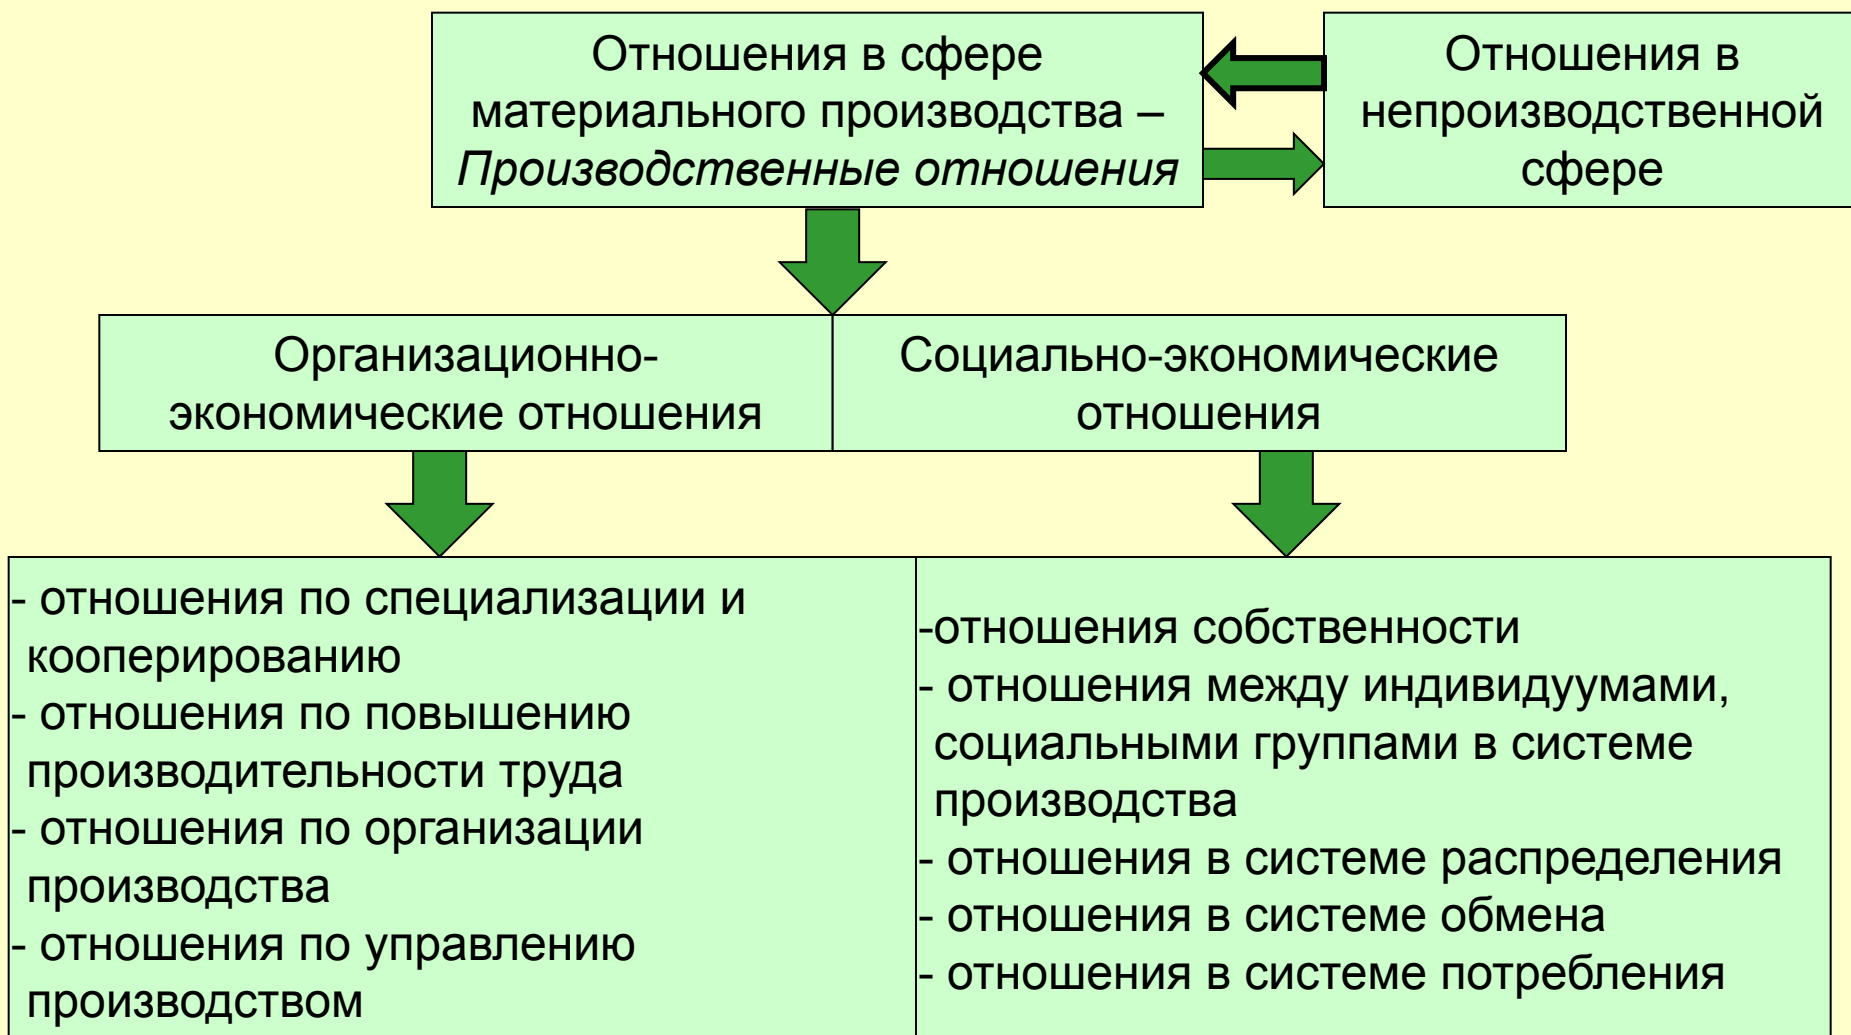 Отношения в сфере
материального производства –
Производственные отношения
Отношения в
непроизводственной
сфере
Организационно-
экономические отношения
Социально-экономические
отношения
- отношения по специализации и
кооперированию
- отношения по повышению
производительности труда
- отношения по организации
производства
- отношения по управлению
производством
-отношения собственности
- отношения между индивидуумами,
социальными группами в системе
производства
- отношения в системе распределения
- отношения в системе обмена
- отношения в системе потребления